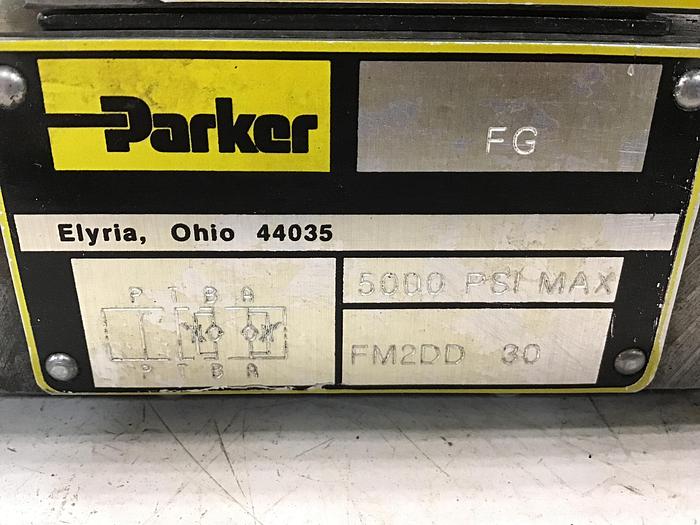 Parker
FG
Elyria, Ohio 44035
P T B A
P T B A
5000 PSI MAX
FM2DD 30